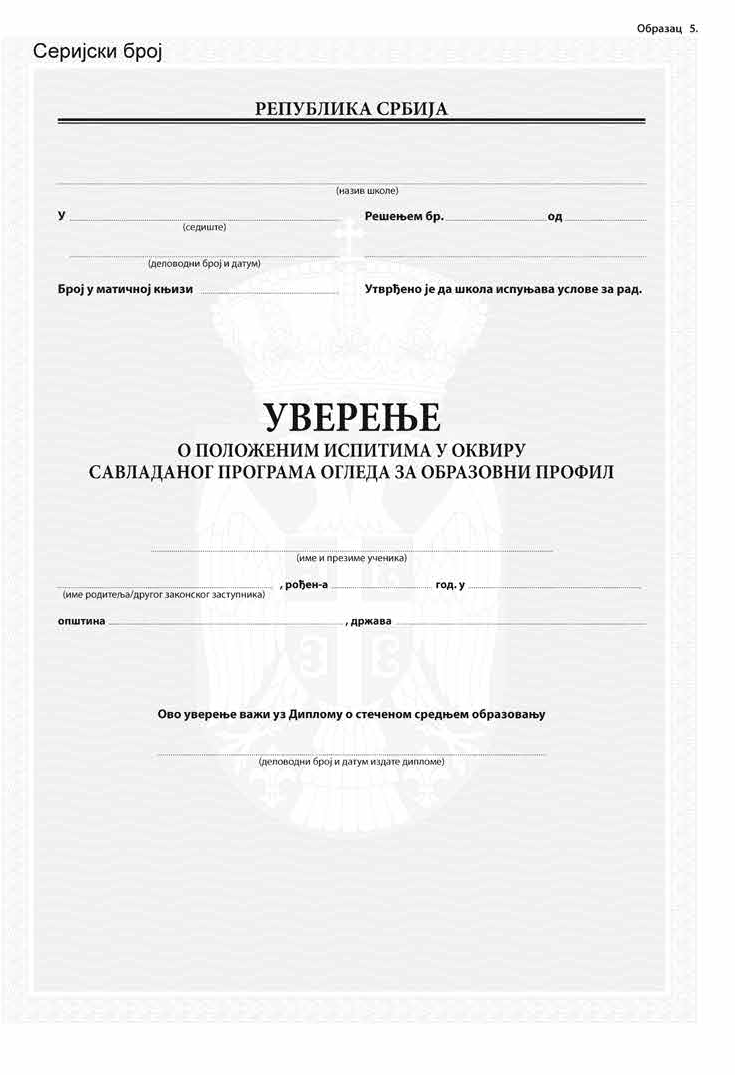 Образац 5.
Серијски број
РЕПУБЛИКА СРБИЈА
(назив школе)
У Решењем бр. од
(седиште)
(деловодни број и датум)
Број у матичној књизи Утврђено је да школа испуњава услове за рад.
УВЕРЕЊЕ
О ПОЛОЖЕНИМ ИСПИТИМА У ОКВИРУ
САВЛАДАНОГ ПРОГРАМА ОГЛЕДА ЗА ОБРАЗОВНИ ПРОФИЛ
(име и презиме ученика)
, рођен-а год. у
(име родитеља/другог законског заступника)
општина , држава
Ово уверење важи уз Диплому о стеченом средњем образовању
(деловодни број и датум издате дипломе)